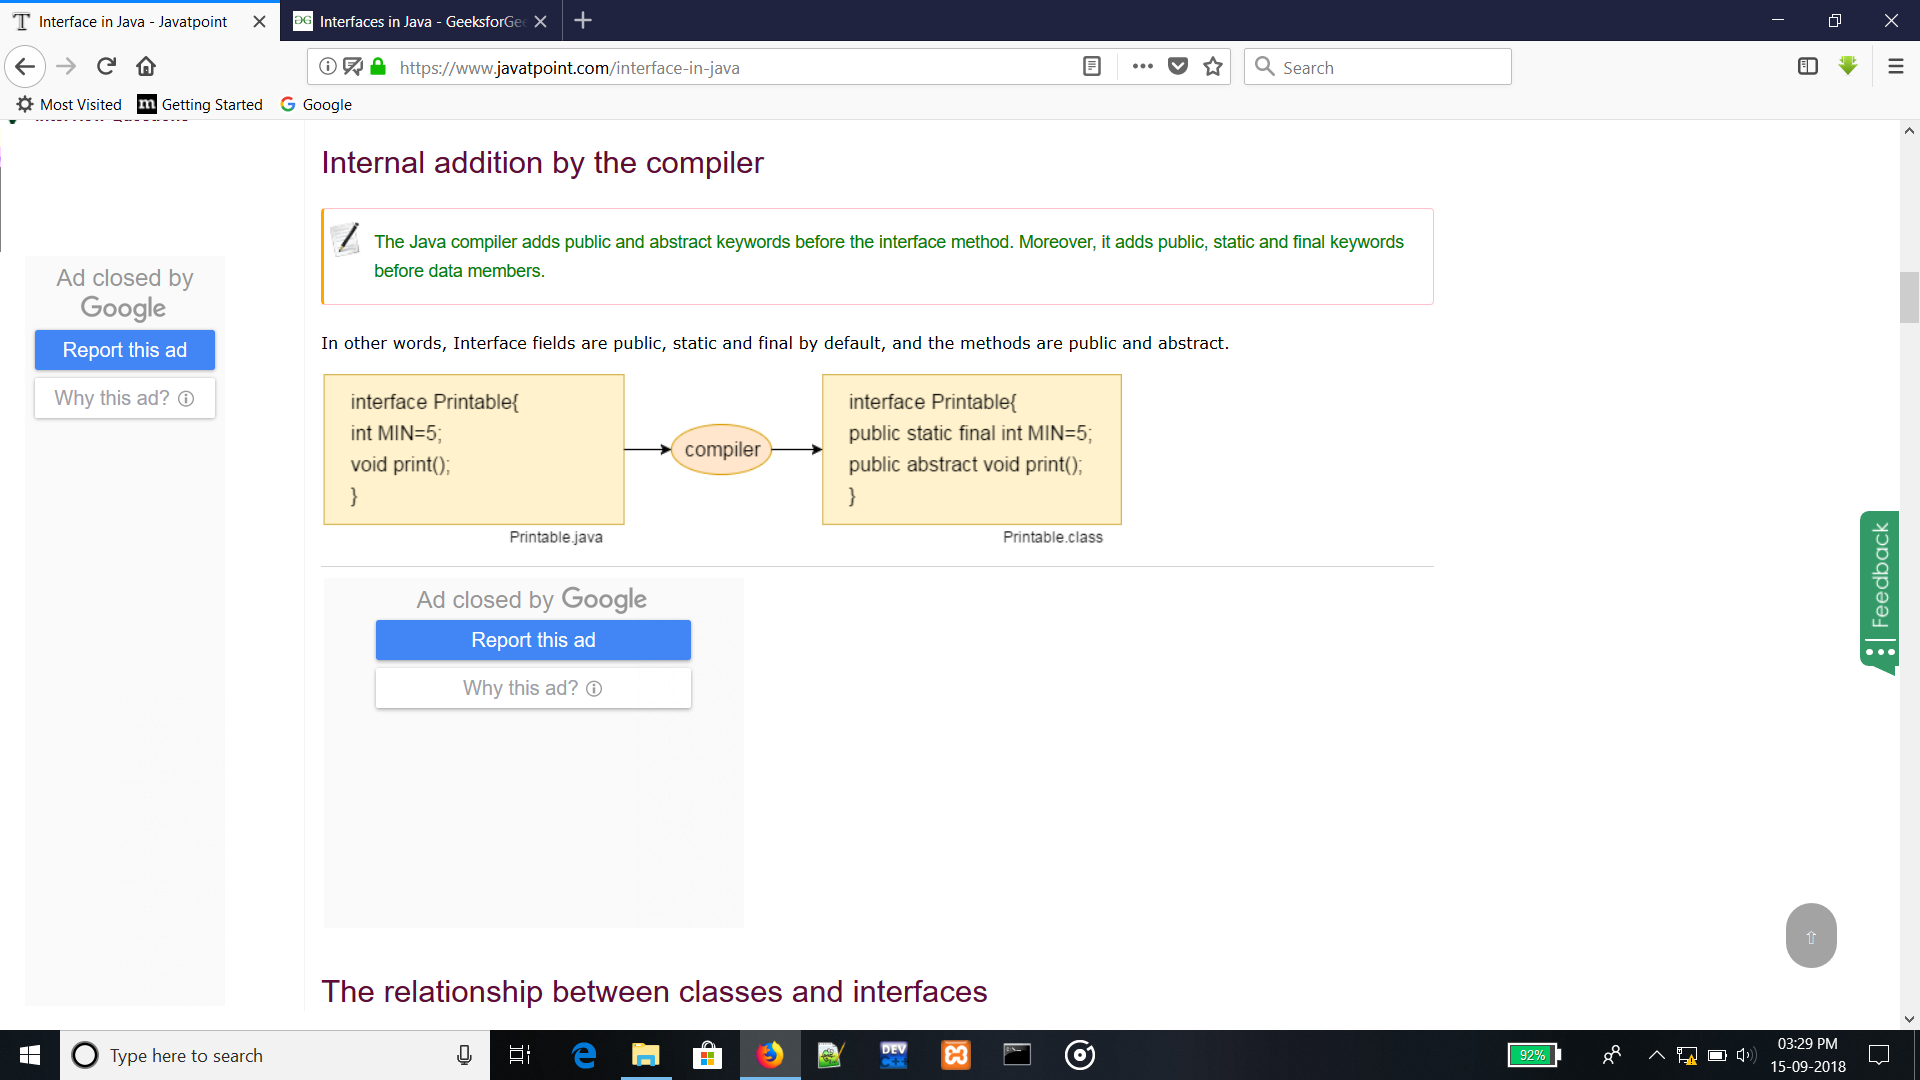 Interface in Java - Javatpoint
Interfaces in Java - GeeksforGee
https://www.javatpoint.com/interface-in-java
Search
Most Visited
m Getting Started
Google
Internal addition by the compiler
The Java compiler adds public and abstract keywords before the interface method. Moreover, it adds public, static and final keywords
before data members.
Ad closed by
Google
Report this ad
Why this ad?
In other words, Interface fields are public, static and final by default, and the methods are public and abstract.
interface Printable{
int MIN=5;
void print();
}
Printable.java
compiler
interface Printable{
public static final int MIN=5;
public abstract void print();
}
Printable.class
Ad closed by Google
Report this ad
Why this ad?
Feedback
The relationship between classes and interfaces
Type here to search
DEV
92%
03:29 PM
15-09-2018